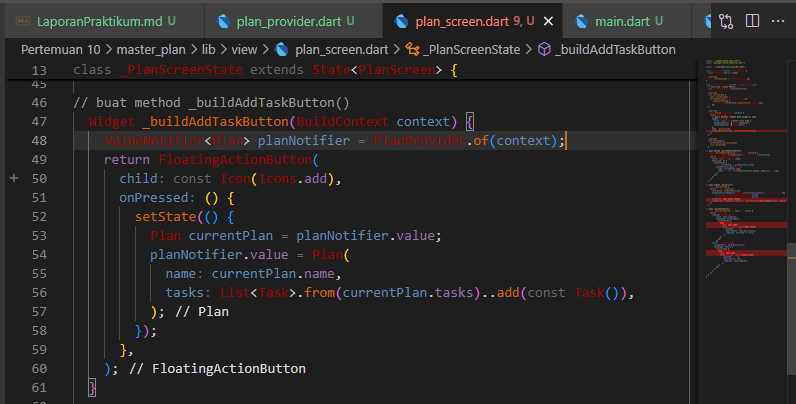 LaporanPraktikum.md U
plan_provider.dart U
plan_screen.dart 9, U
main.dart U
Pertemuan 10 > master_plan > lib > view > plan_screen.dart > _PlanScreenState > _buildAddTaskButton
13 class _PlanScreenState extends State<PlanScreen> {
45
46 // buat method _buildAddTaskButton()
47 Widget _buildAddTaskButton(BuildContext context) {
48 ValueNotifier<Plan> planNotifier = PlanProvider.of(context);
49 return FloatingActionButton(
50 child: const Icon(Icons.add),
51 onPressed: () {
52 setState(() {
53 Plan currentPlan = planNotifier.value;
54 planNotifier.value = Plan(
55 name: currentPlan.name,
56 tasks: List<Task>.from(currentPlan.tasks)..add(const Task()),
57 ); // Plan
58 });
59 },
60 ); // FloatingActionButton
61 }